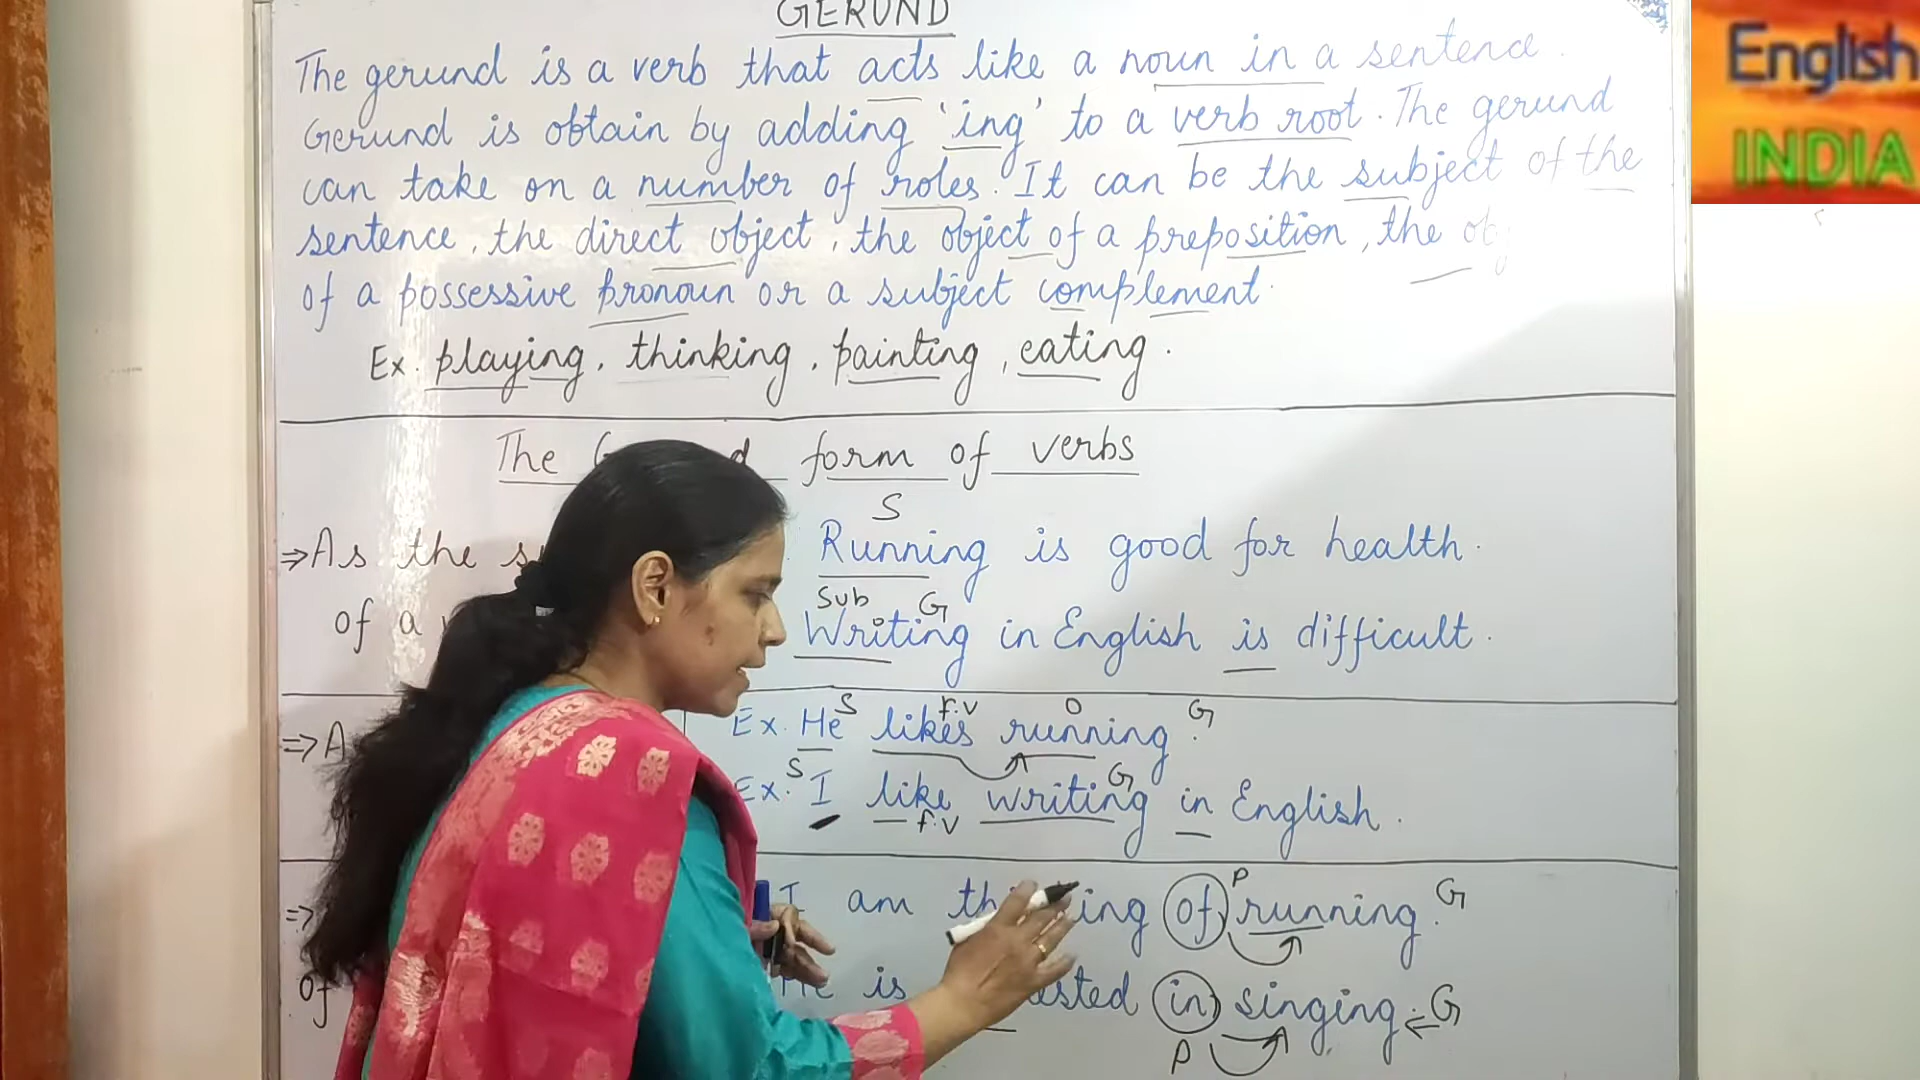 GERUND
English
INDIA
The gerund is a verb that acts like a noun in a sentence.
Gerund is obtain by adding 'ing' to a verb root. The gerund
can take on a number of roles. It can be the subject of the
sentence, the direct object, the object of a preposition, the
of a possessive pronoun or a subject complement.
Ex. playing, thinking, painting, eating.
The form of verbs
S
⇒ As the Running is good for health.
Sub G
of a Writing in English is difficult.
S f.v O G
⇒ Ex. He likes running.
S G
Ex. I like writing in English.
f.v
P G
⇒ I am of running.
of He is in singing. G
P